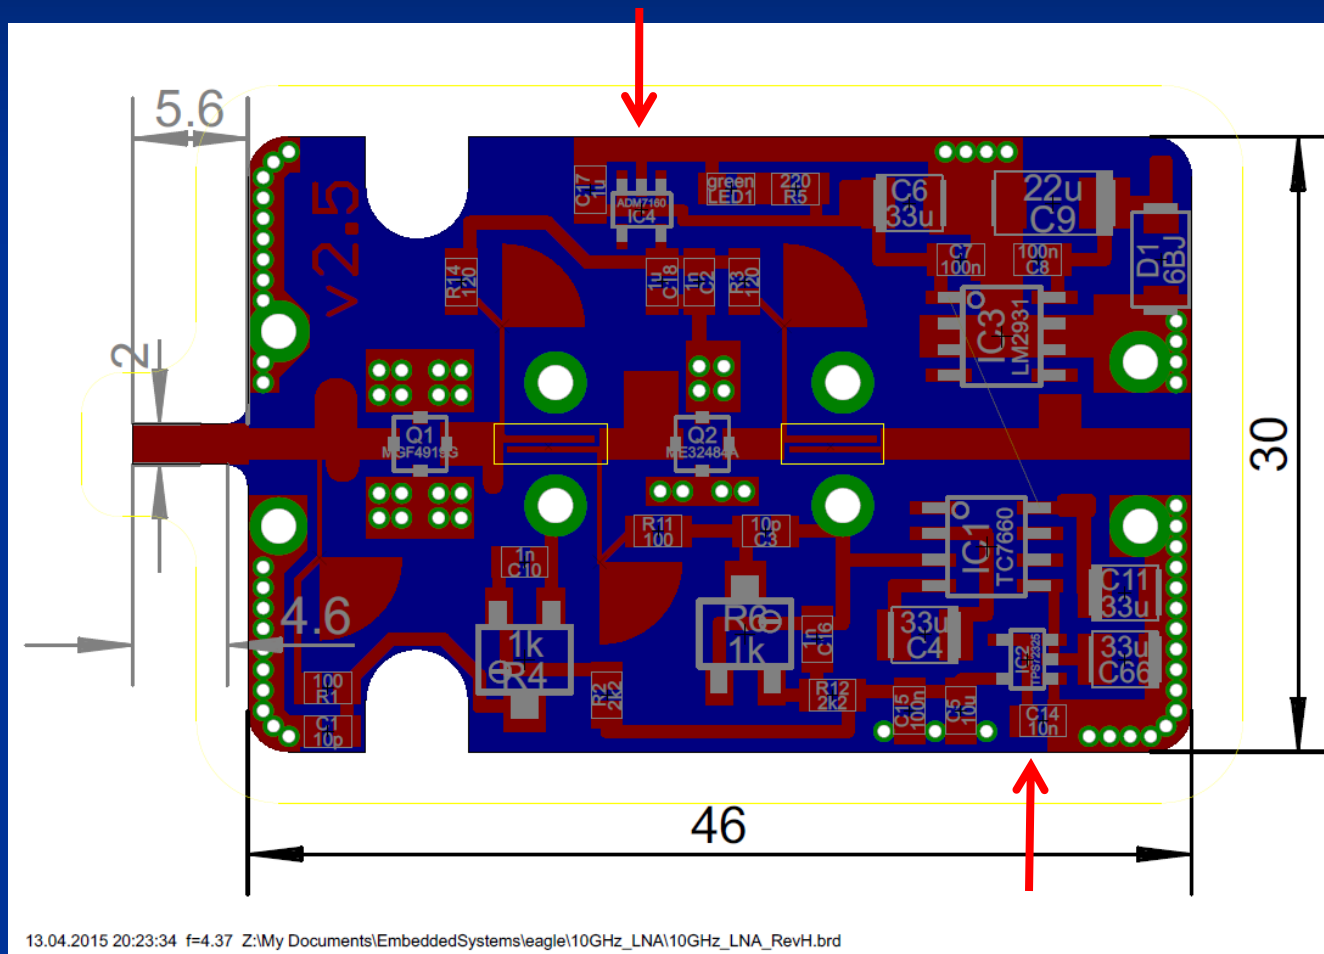 5.6
v2.5
C17
1u
ADM7160
IC4
green
LED1
220
R5
C6
33u
22u
C9
D1
6BJ
R14
120
1u
C18
1n
C2
R3
120
C7
100n
100n
C8
IC3
LM2931
2
Q1
MGF4919G
Q2
30
R11
100
10p
C3
IC1
TC7660
1n
C10
C11
33u
4.6
1k
R4
R6
1k
1n
C16
33u
C4
IC2
TPS72325
33u
C66
100
R1
R2
2k2
R12
2k2
C15
100n
C5
10u
C14
10n
C1
10p
46
13.04.2015 20:23:34 f=4.37 Z:\My Documents\EmbeddedSystems\eagle\10GHz_LNA\10GHz_LNA_RevH.brd